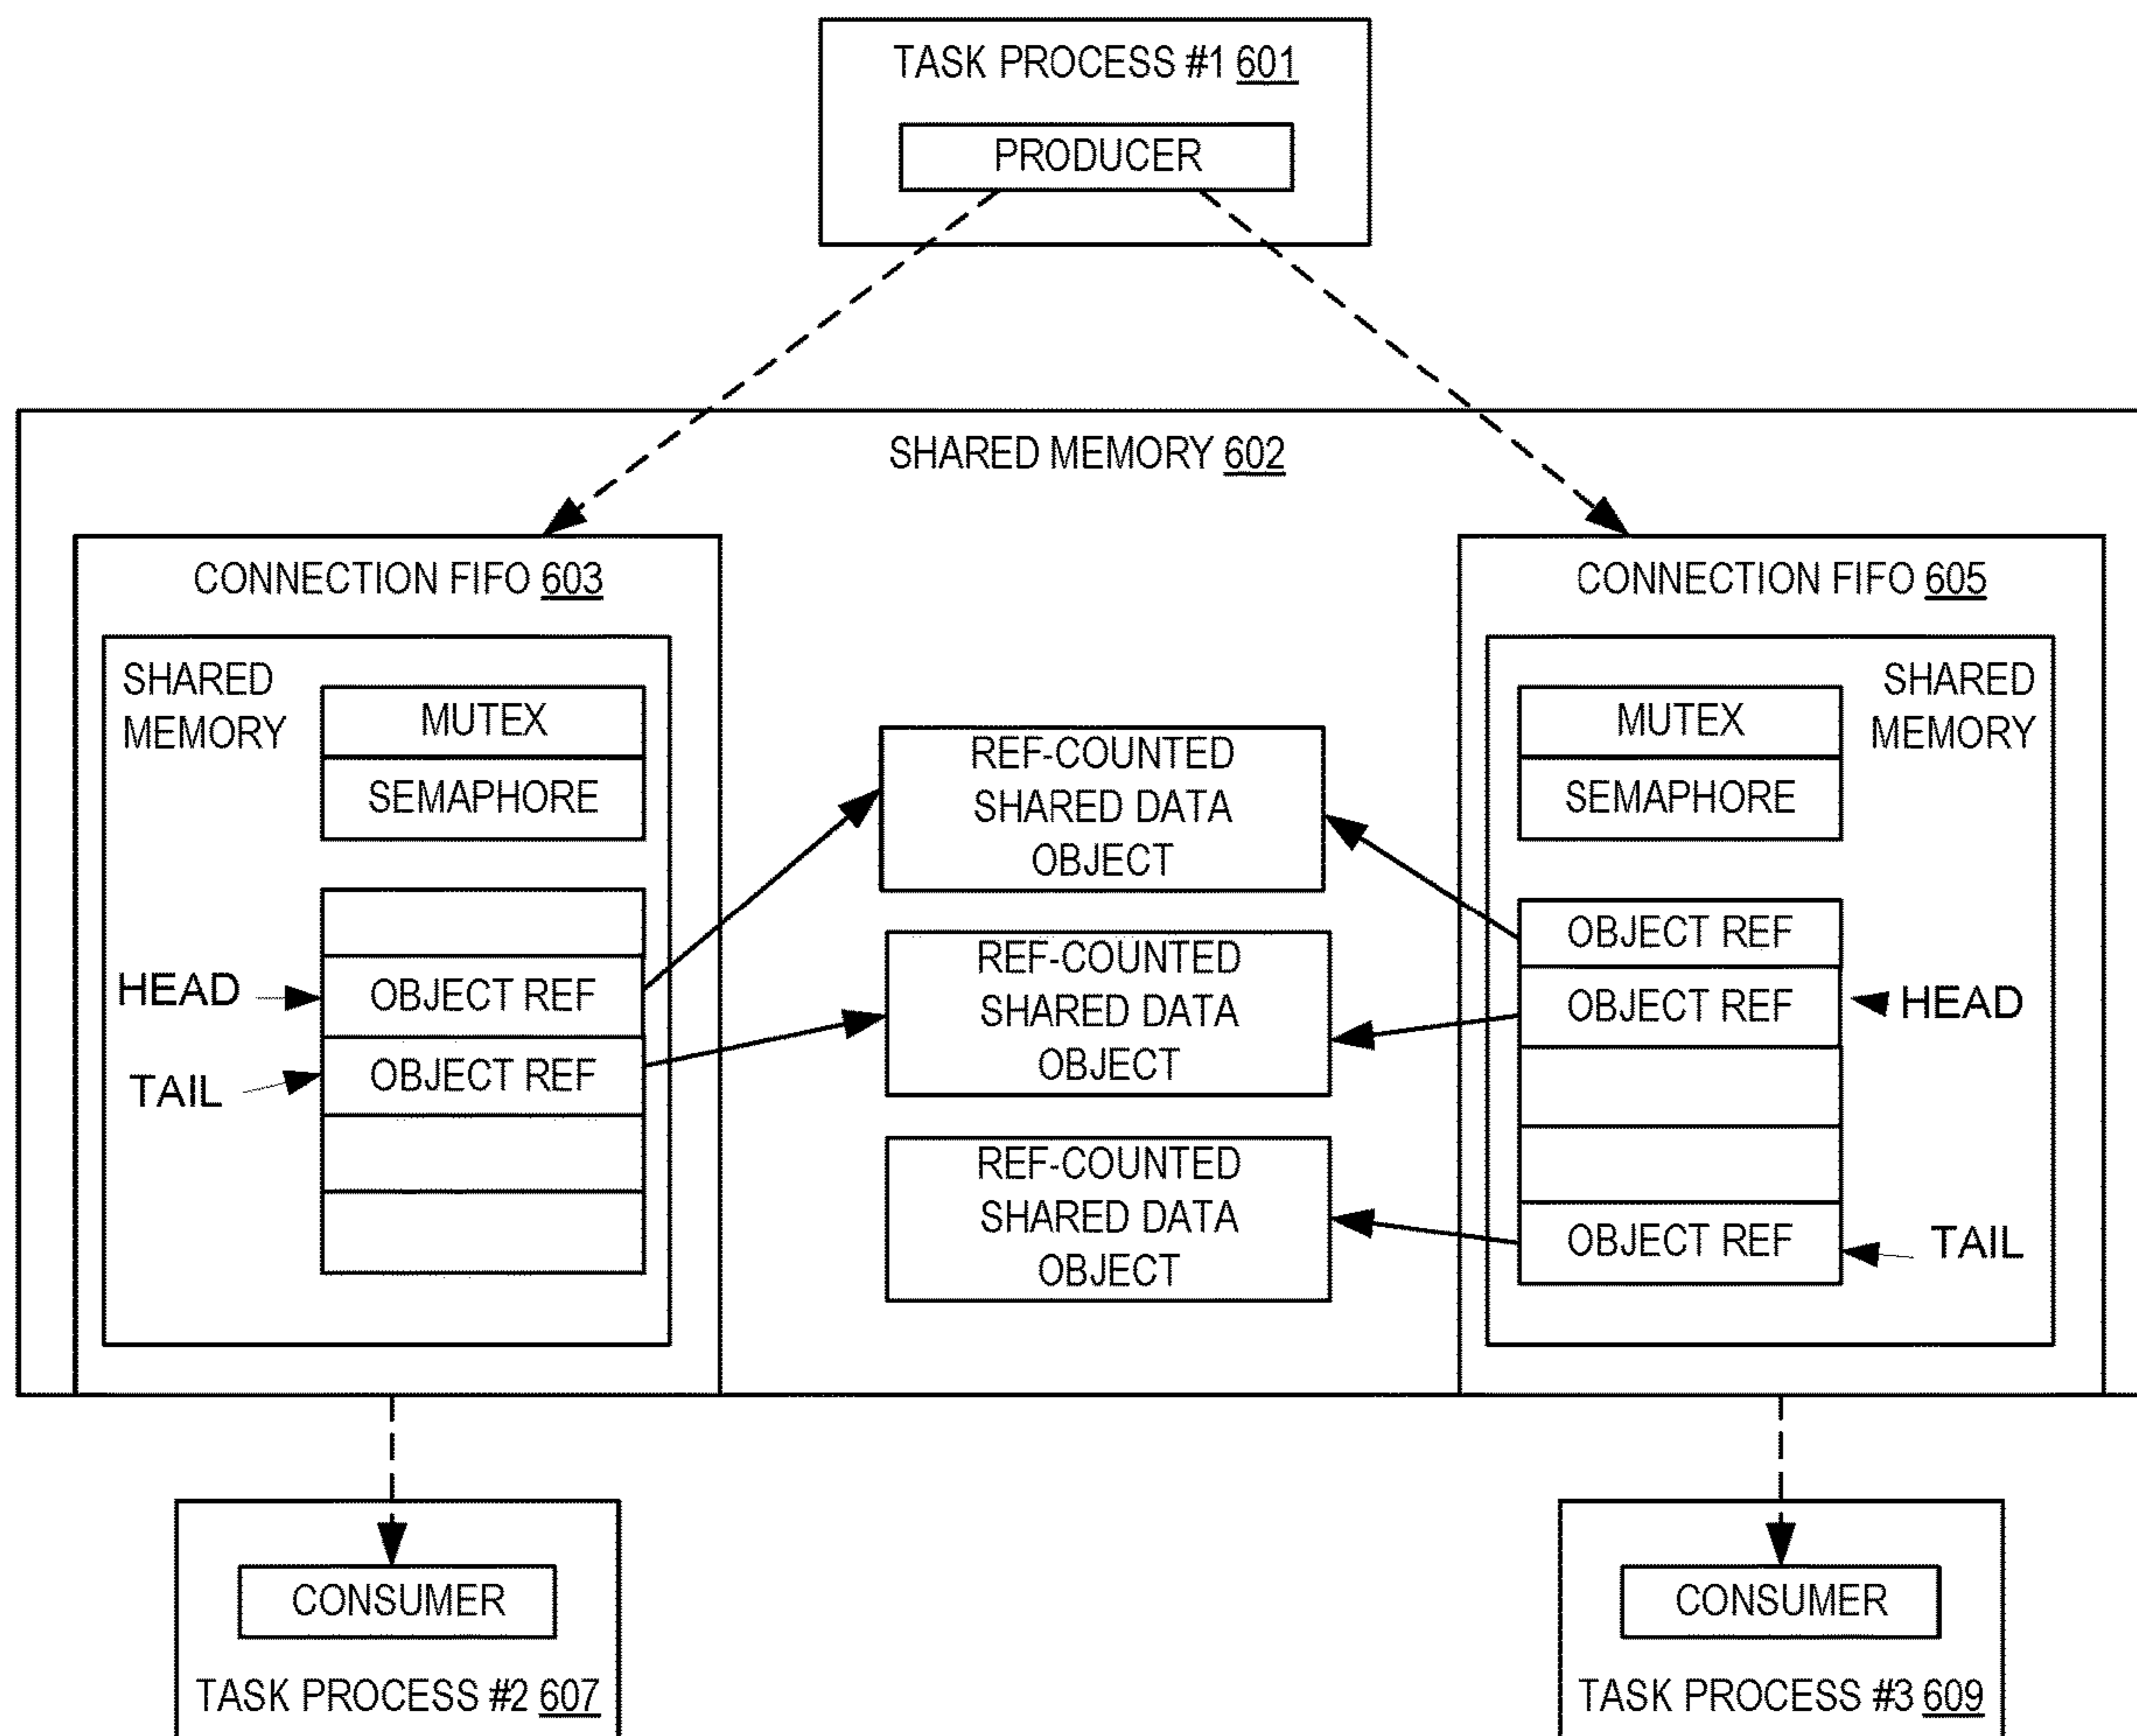 TASK PROCESS #1 601
PRODUCER
SHARED MEMORY 602
CONNECTION FIFO 603
SHARED
MEMORY
MUTEX
SEMAPHORE
HEAD
OBJECT REF
TAIL
OBJECT REF
REF-COUNTED
SHARED DATA
OBJECT
REF-COUNTED
SHARED DATA
OBJECT
REF-COUNTED
SHARED DATA
OBJECT
CONNECTION FIFO 605
SHARED
MEMORY
MUTEX
SEMAPHORE
OBJECT REF
OBJECT REF
HEAD
OBJECT REF
TAIL
CONSUMER
TASK PROCESS #2 607
CONSUMER
TASK PROCESS #3 609